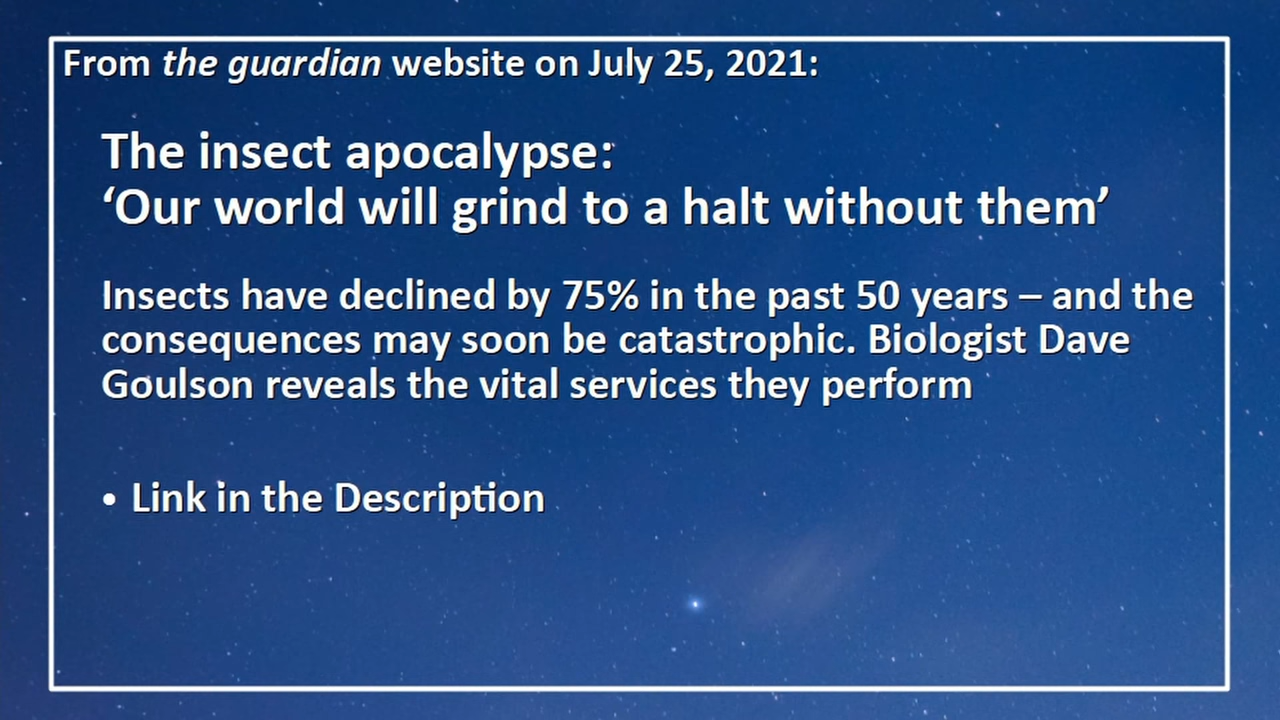 From the guardian website on July 25, 2021:
The insect apocalypse:
‘Our world will grind to a halt without them’
Insects have declined by 75% in the past 50 years – and the
consequences may soon be catastrophic. Biologist Dave
Goulson reveals the vital services they perform
• Link in the Description